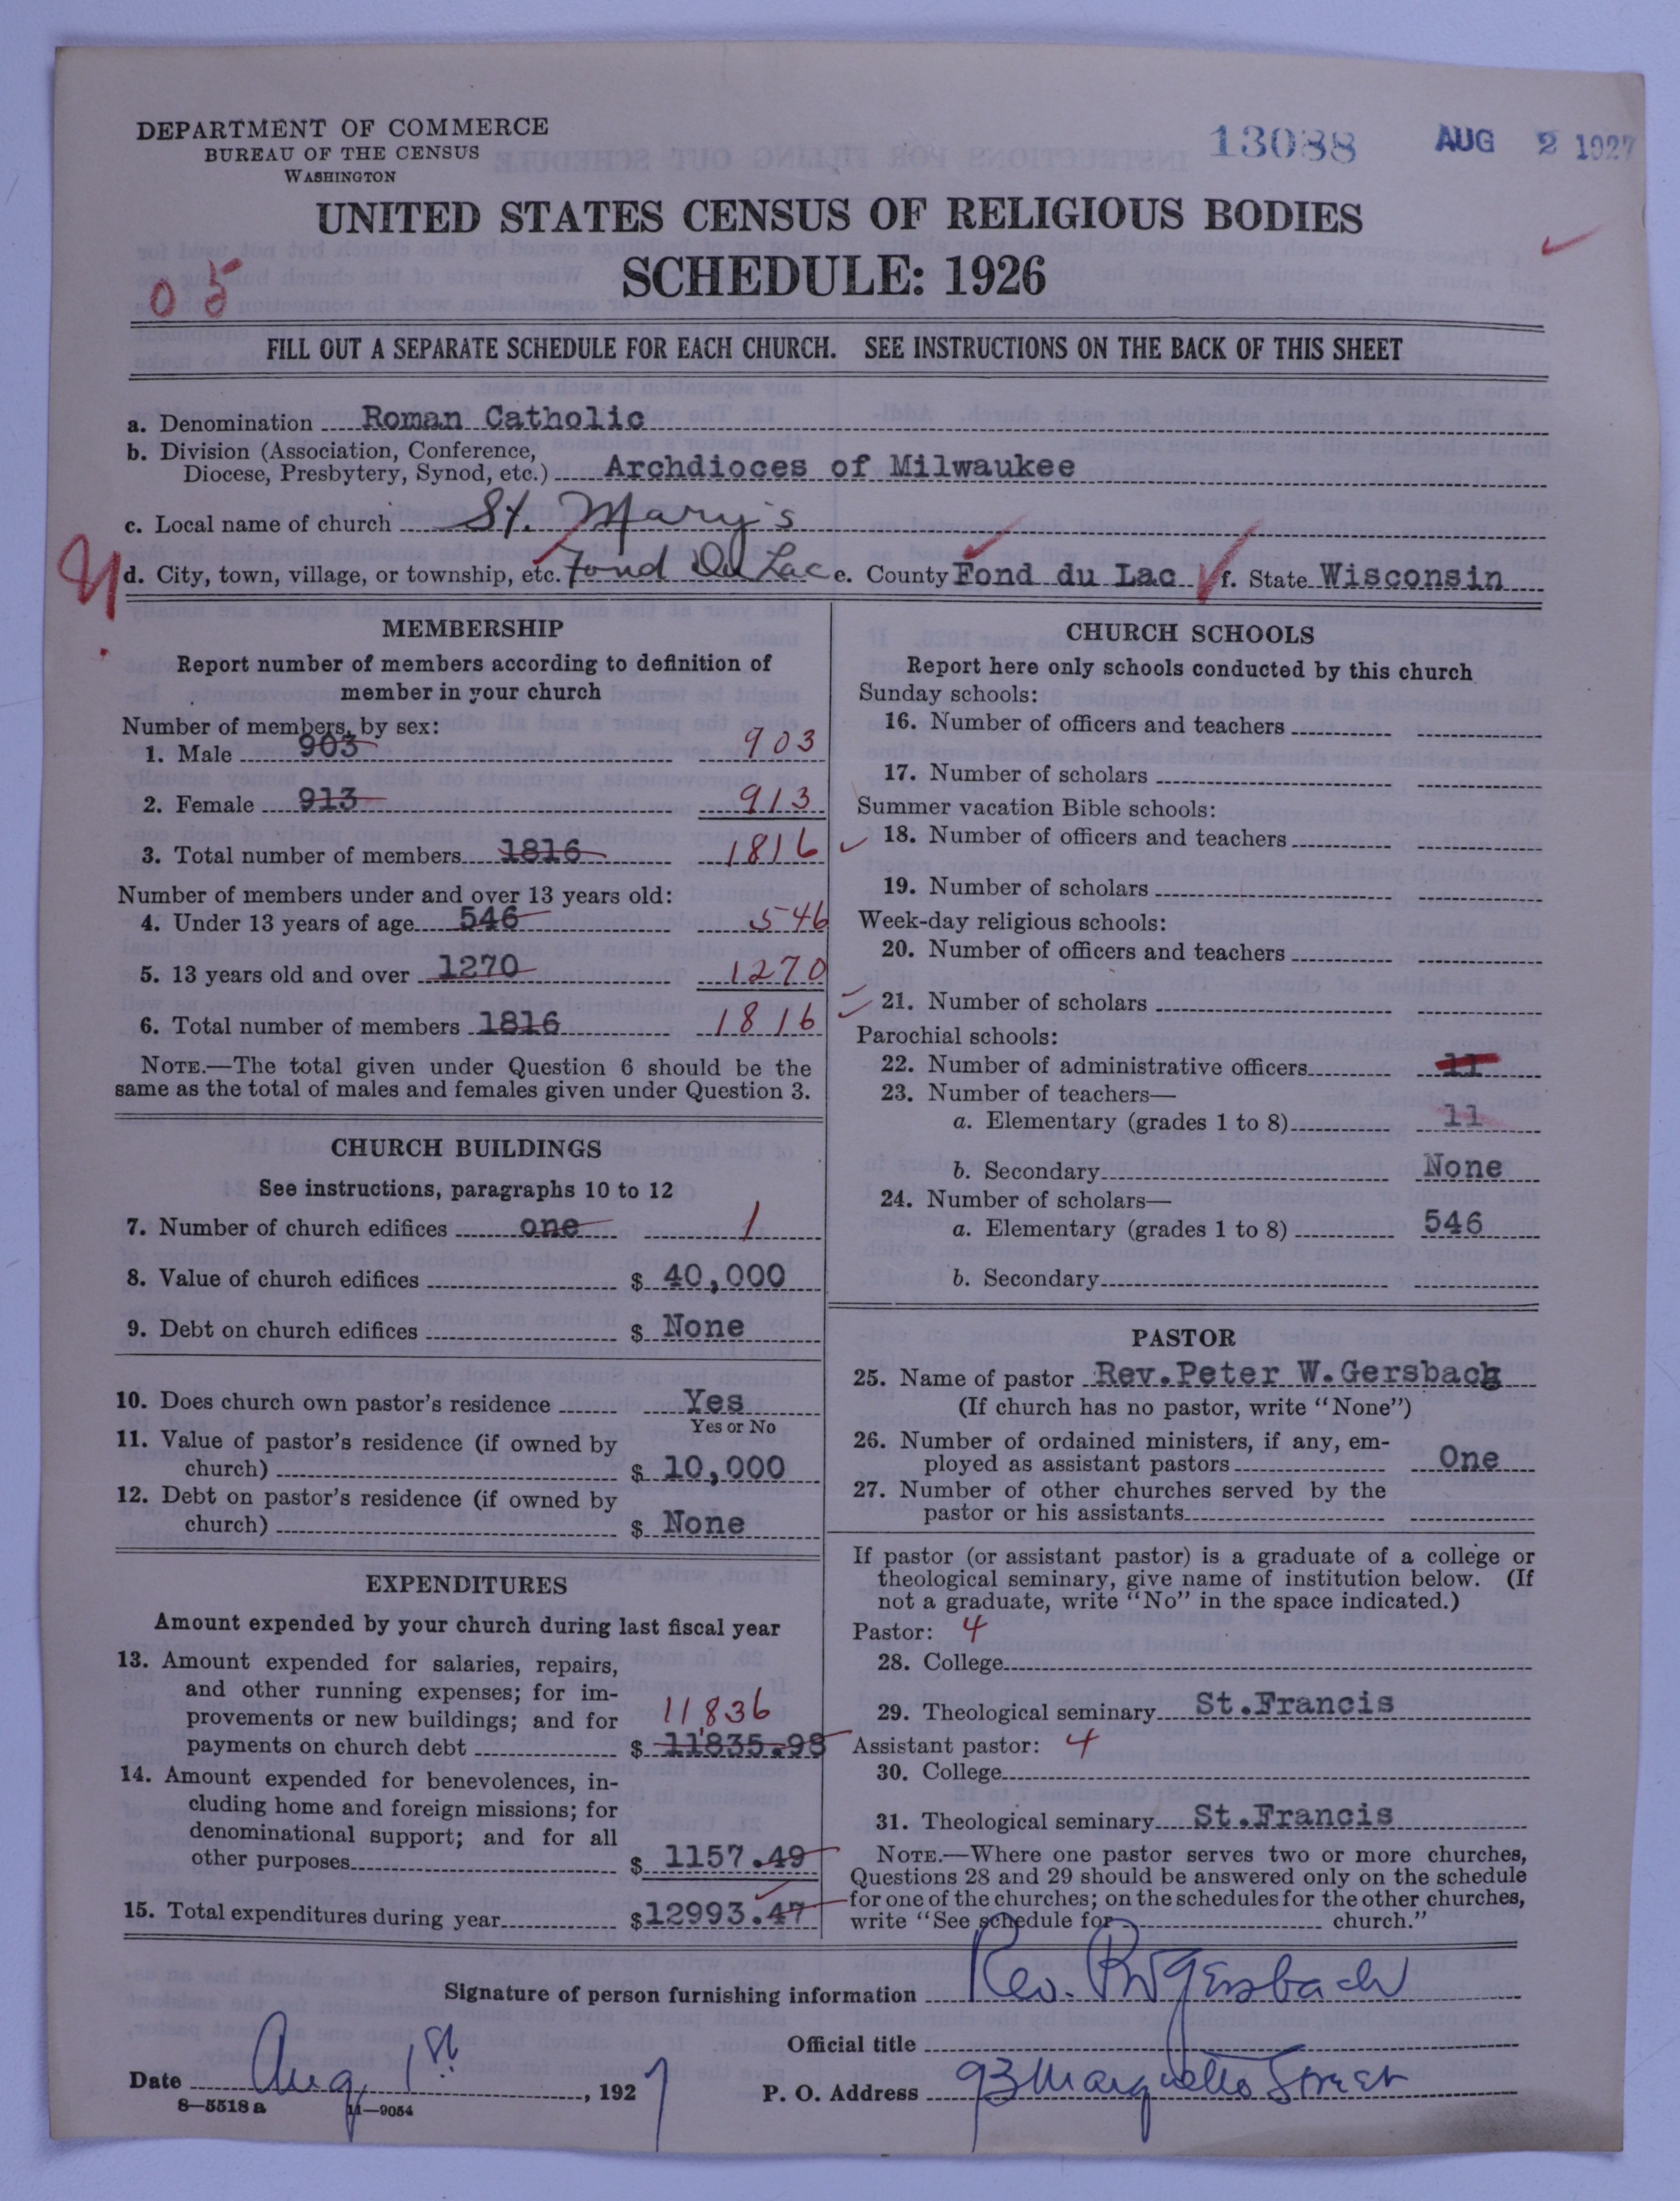 DEPARTMENT OF COMMERCE
BUREAU OF THE CENSUS
WASHINGTON
13088 AUG 2 1927
UNITED STATES CENSUS OF RELIGIOUS BODIES
SCHEDULE: 1926
05
FILL OUT A SEPARATE SCHEDULE FOR EACH CHURCH. SEE INSTRUCTIONS ON THE BACK OF THIS SHEET
a. Denomination Roman Catholic
b. Division (Association, Conference,
Diocese, Presbytery, Synod, etc.) Archdioces of Milwaukee
c. Local name of church St. Mary's
d. City, town, village, or township, etc. Fond Du Lac e. County Fond du Lac f. State Wisconsin
MEMBERSHIP
Report number of members according to definition of
member in your church
Number of members, by sex:
1. Male 903 903
2. Female 913 913
3. Total number of members 1816 1816
Number of members under and over 13 years old:
4. Under 13 years of age 546 546
5. 13 years old and over 1270 1270
6. Total number of members 1816 1816
NOTE.—The total given under Question 6 should be the
same as the total of males and females given under Question 3.
CHURCH BUILDINGS
See instructions, paragraphs 10 to 12
7. Number of church edifices one 1
8. Value of church edifices $ 40,000
9. Debt on church edifices $ None
10. Does church own pastor's residence Yes
Yes or No
11. Value of pastor's residence (if owned by
church) $ 10,000
12. Debt on pastor's residence (if owned by
church) $ None
EXPENDITURES
Amount expended by your church during last fiscal year
13. Amount expended for salaries, repairs,
and other running expenses; for im-
provements or new buildings; and for 11836
payments on church debt $ 11835.98
14. Amount expended for benevolences, in-
cluding home and foreign missions; for
denominational support; and for all
other purposes $ 1157.49
15. Total expenditures during year $12993.47
CHURCH SCHOOLS
Report here only schools conducted by this church
Sunday schools:
16. Number of officers and teachers
17. Number of scholars
Summer vacation Bible schools:
18. Number of officers and teachers
19. Number of scholars
Week-day religious schools:
20. Number of officers and teachers
21. Number of scholars
Parochial schools:
22. Number of administrative officers 11
23. Number of teachers—
a. Elementary (grades 1 to 8) 11
b. Secondary None
24. Number of scholars—
a. Elementary (grades 1 to 8) 546
b. Secondary
PASTOR
25. Name of pastor Rev.Peter W.Gersback
(If church has no pastor, write "None")
26. Number of ordained ministers, if any, em-
ployed as assistant pastors One
27. Number of other churches served by the
pastor or his assistants
If pastor (or assistant pastor) is a graduate of a college or
theological seminary, give name of institution below. (If
not a graduate, write "No" in the space indicated.)
Pastor: 4
28. College
29. Theological seminary St.Francis
Assistant pastor: 4
30. College
31. Theological seminary St.Francis
NOTE.—Where one pastor serves two or more churches,
Questions 28 and 29 should be answered only on the schedule
for one of the churches; on the schedules for the other churches,
write "See schedule for church."
Signature of person furnishing information Rev. PW Gersbach
Official title
Date Aug 1st, 1927 P. O. Address 93 Marquette Street
8—5518 a 11—9054